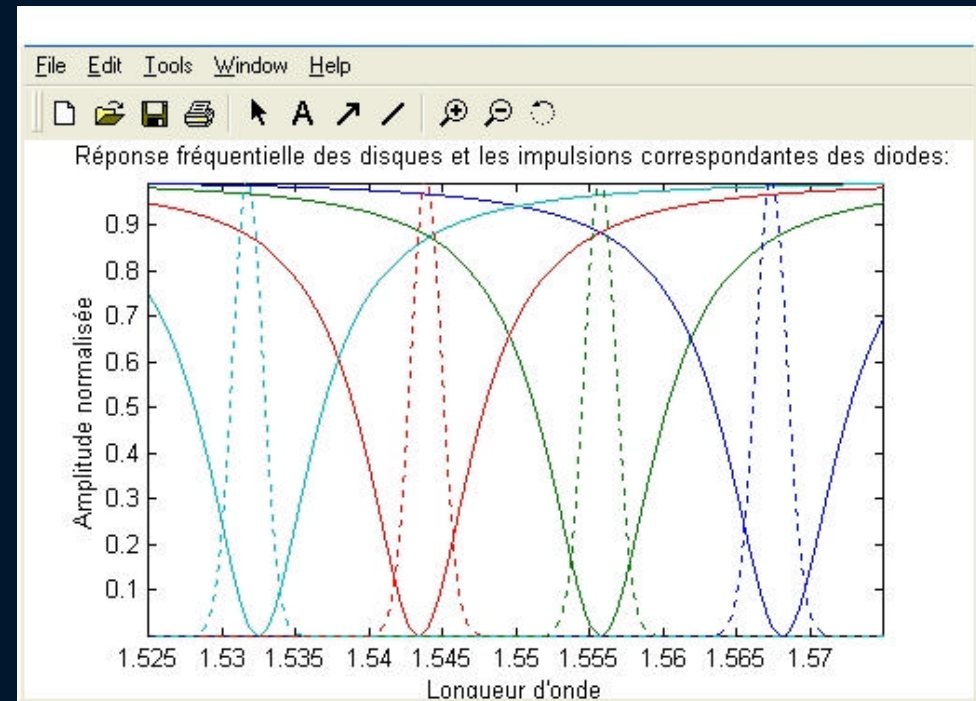 File Edit Tools Window Help
A
Réponse fréquentielle des disques et les impulsions correspondantes des diodes:
Amplitude normalisée
0.9
0.8
0.7
0.6
0.5
0.4
0.3
0.2
0.1
1.525 1.53 1.535 1.54 1.545 1.55 1.555 1.56 1.565 1.57
Longueur d'onde